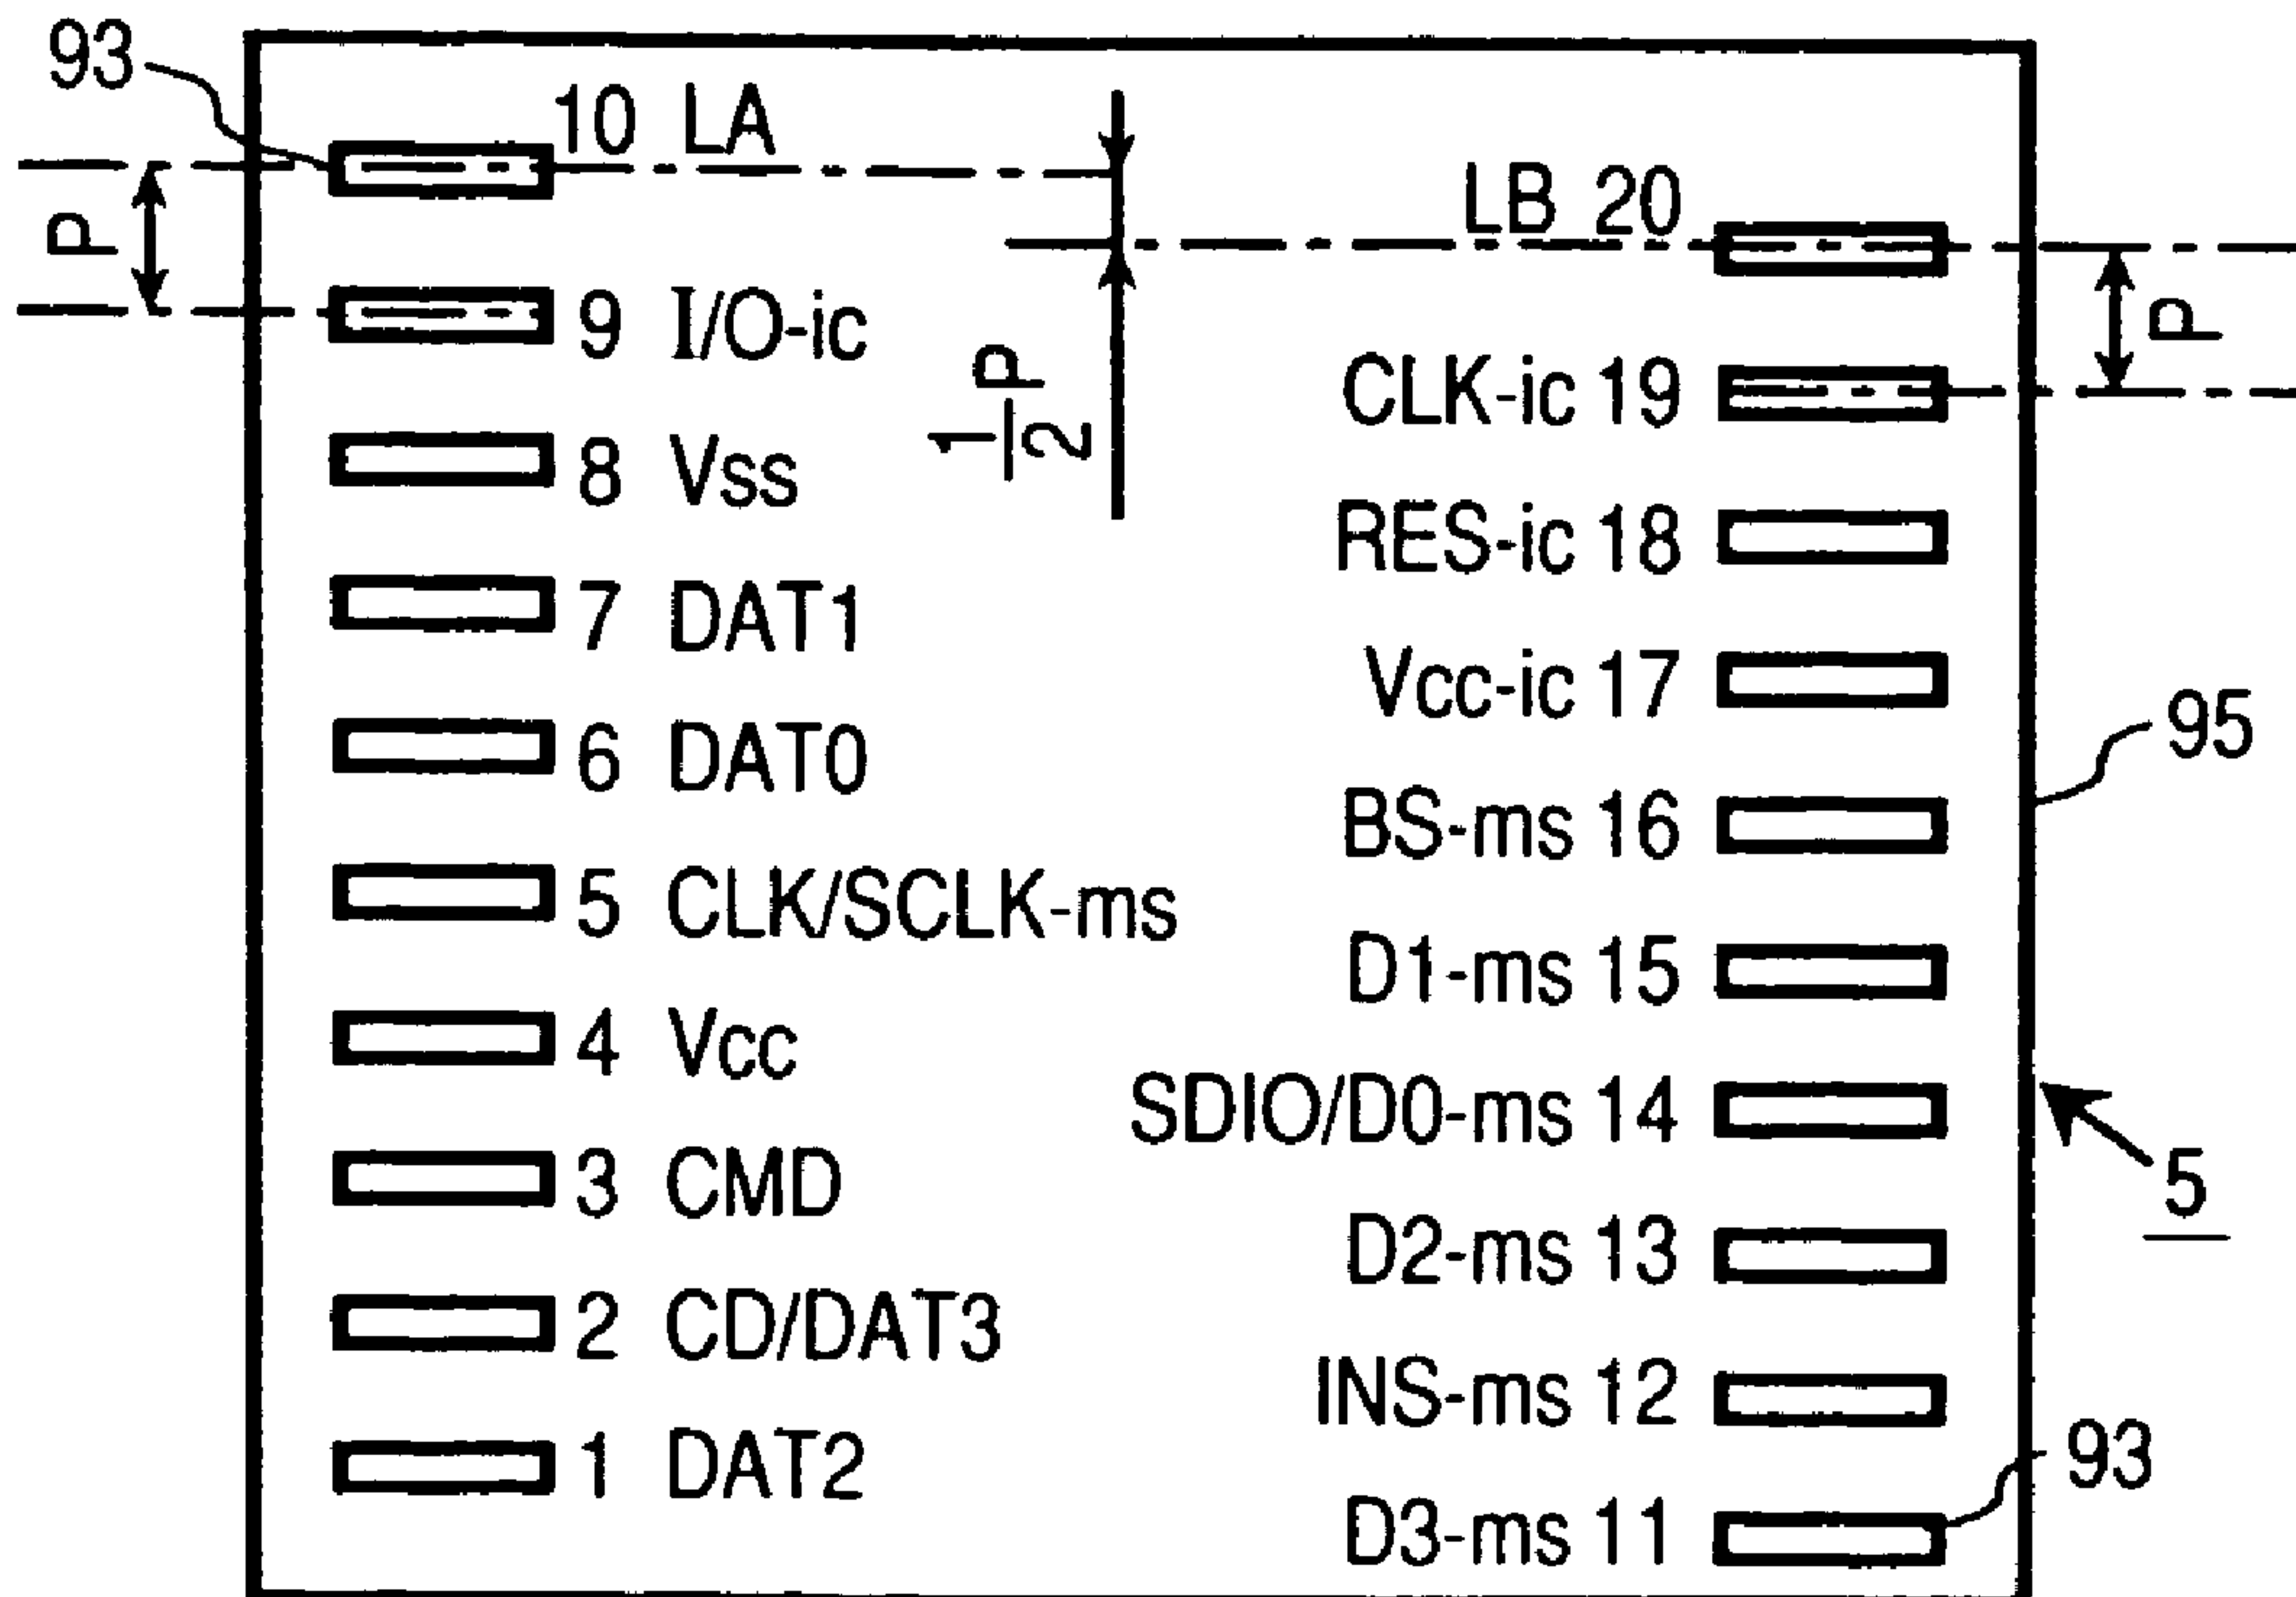 93
10 LA
P
LB 20
9 I/O-ic
P
1/2 P
CLK-ic 19
8 Vss
RES-ic 18
7 DAT1
Vcc-ic 17
95
6 DAT0
BS-ms 16
5 CLK/SCLK-ms
D1-ms 15
4 Vcc
SDIO/D0-ms 14
3 CMD
5
D2-ms 13
2 CD/DAT3
INS-ms 12
93
1 DAT2
D3-ms 11